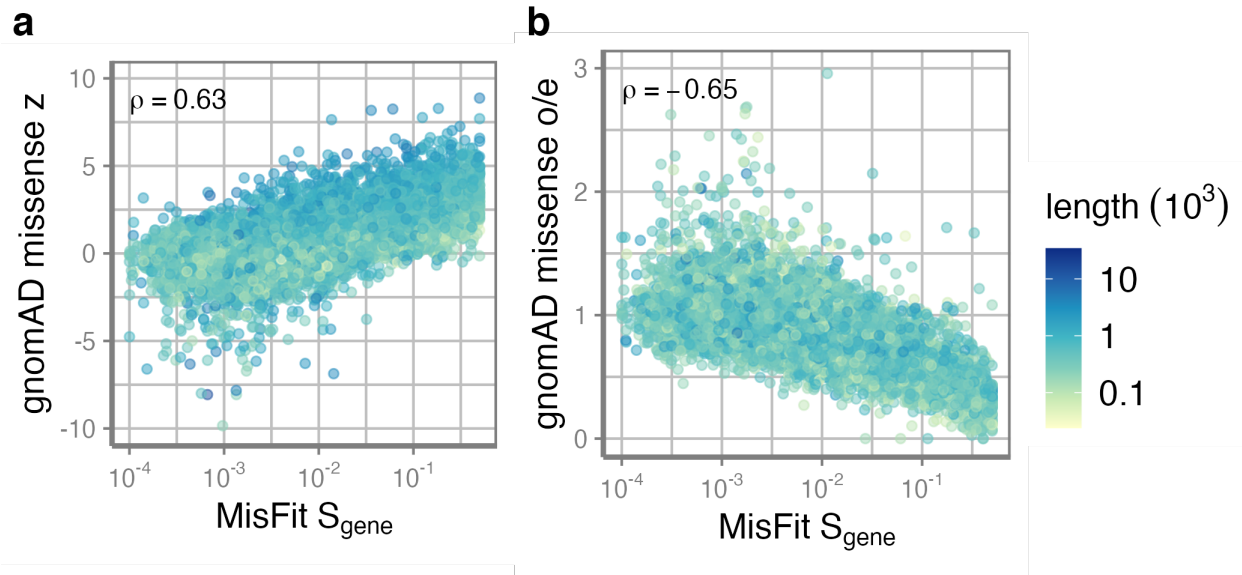 a
ρ = 0.63
gnomAD missense z
10
5
0
-5
-10
10⁻⁴
10⁻³
10⁻²
10⁻¹
MisFit S_gene
b
ρ = −0.65
gnomAD missense o/e
3
2
1
0
10⁻⁴
10⁻³
10⁻²
10⁻¹
MisFit S_gene
length (10³)
10
1
0.1